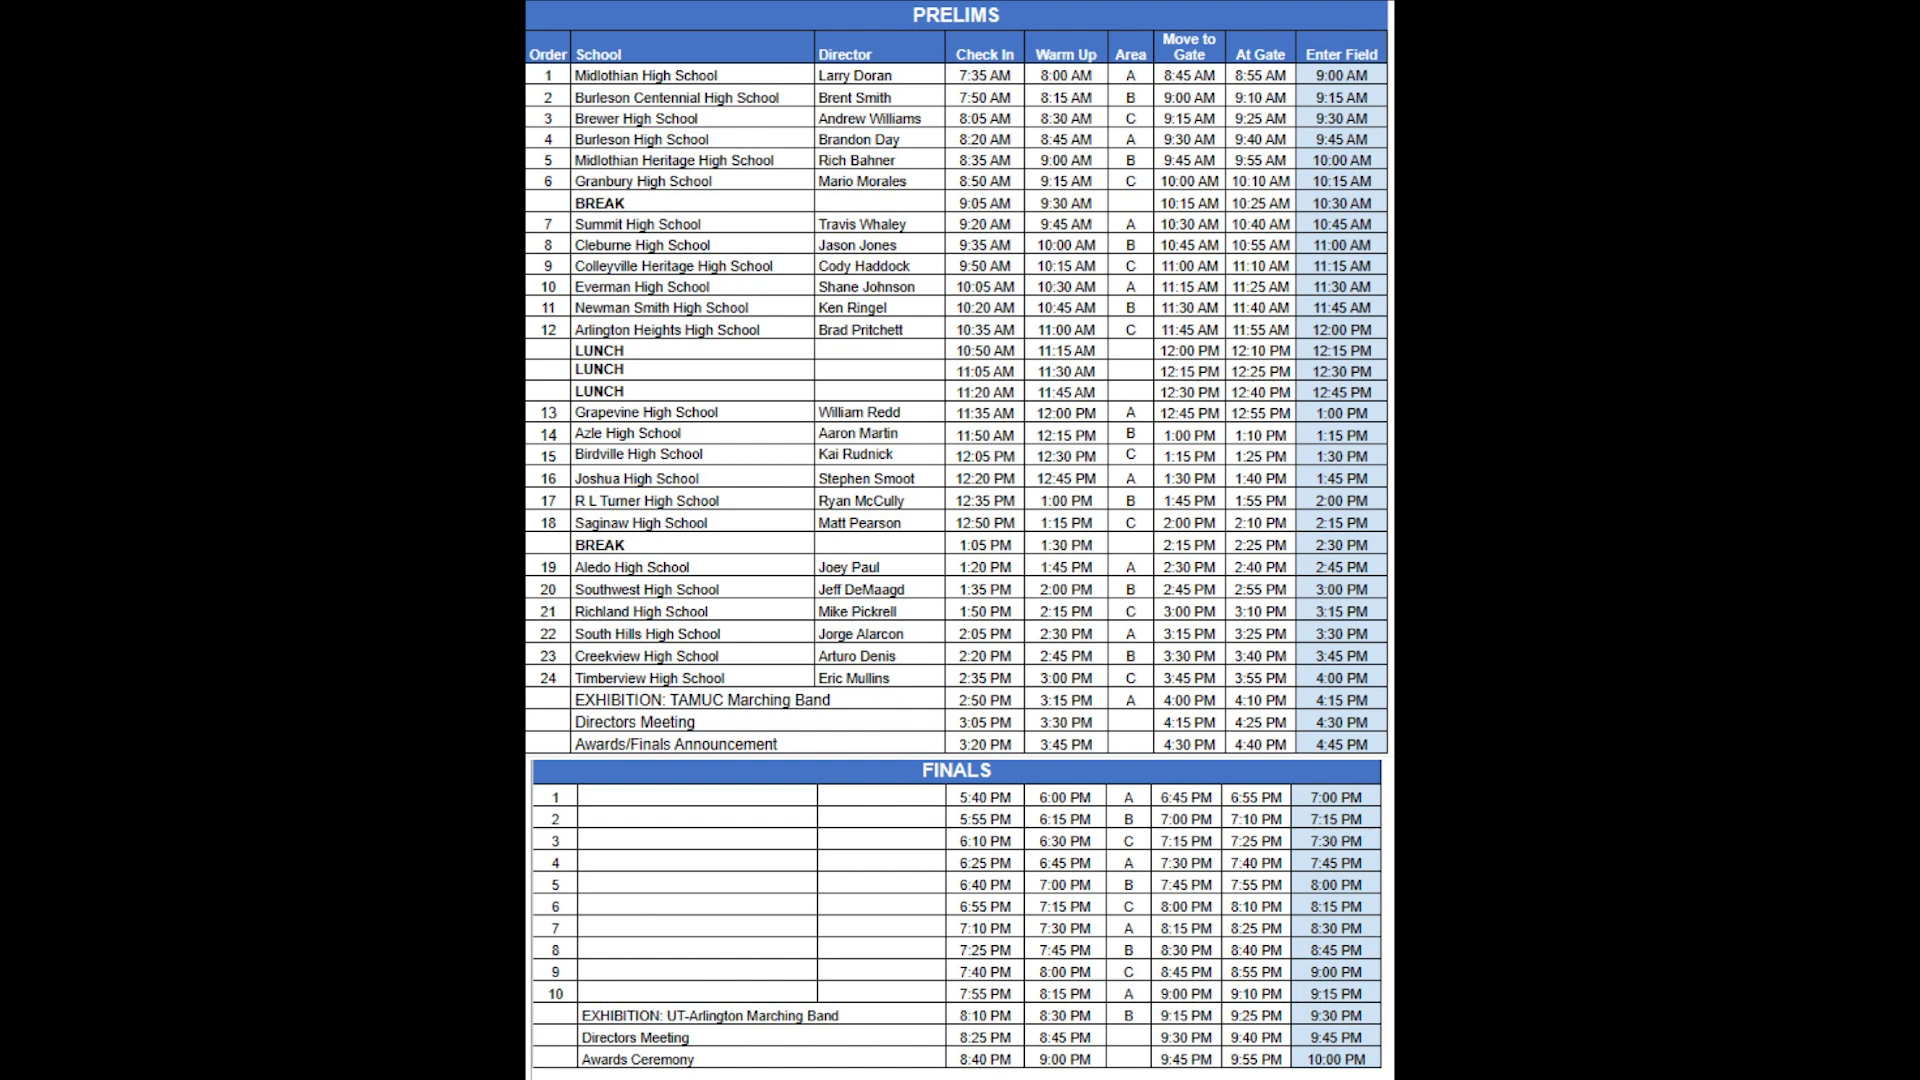 PRELIMS
Order School Director Check In Warm Up Area Move to Gate At Gate Enter Field
1 Midlothian High School Larry Doran 7:35 AM 8:00 AM A 8:45 AM 8:55 AM 9:00 AM
2 Burleson Centennial High School Brent Smith 7:50 AM 8:15 AM B 9:00 AM 9:10 AM 9:15 AM
3 Brewer High School Andrew Williams 8:05 AM 8:30 AM C 9:15 AM 9:25 AM 9:30 AM
4 Burleson High School Brandon Day 8:20 AM 8:45 AM A 9:30 AM 9:40 AM 9:45 AM
5 Midlothian Heritage High School Rich Bahner 8:35 AM 9:00 AM B 9:45 AM 9:55 AM 10:00 AM
6 Granbury High School Mario Morales 8:50 AM 9:15 AM C 10:00 AM 10:10 AM 10:15 AM
BREAK 9:05 AM 9:30 AM 10:15 AM 10:25 AM 10:30 AM
7 Summit High School Travis Whaley 9:20 AM 9:45 AM A 10:30 AM 10:40 AM 10:45 AM
8 Cleburne High School Jason Jones 9:35 AM 10:00 AM B 10:45 AM 10:55 AM 11:00 AM
9 Colleyville Heritage High School Cody Haddock 9:50 AM 10:15 AM C 11:00 AM 11:10 AM 11:15 AM
10 Everman High School Shane Johnson 10:05 AM 10:30 AM A 11:15 AM 11:25 AM 11:30 AM
11 Newman Smith High School Ken Ringel 10:20 AM 10:45 AM B 11:30 AM 11:40 AM 11:45 AM
12 Arlington Heights High School Brad Pritchett 10:35 AM 11:00 AM C 11:45 AM 11:55 AM 12:00 PM
LUNCH 10:50 AM 11:15 AM 12:00 PM 12:10 PM 12:15 PM
LUNCH 11:05 AM 11:30 AM 12:15 PM 12:25 PM 12:30 PM
LUNCH 11:20 AM 11:45 AM 12:30 PM 12:40 PM 12:45 PM
13 Grapevine High School William Redd 11:35 AM 12:00 PM A 12:45 PM 12:55 PM 1:00 PM
14 Azle High School Aaron Martin 11:50 AM 12:15 PM B 1:00 PM 1:10 PM 1:15 PM
15 Birdville High School Kai Rudnick 12:05 PM 12:30 PM C 1:15 PM 1:25 PM 1:30 PM
16 Joshua High School Stephen Smoot 12:20 PM 12:45 PM A 1:30 PM 1:40 PM 1:45 PM
17 R L Turner High School Ryan McCully 12:35 PM 1:00 PM B 1:45 PM 1:55 PM 2:00 PM
18 Saginaw High School Matt Pearson 12:50 PM 1:15 PM C 2:00 PM 2:10 PM 2:15 PM
BREAK 1:05 PM 1:30 PM 2:15 PM 2:25 PM 2:30 PM
19 Aledo High School Joey Paul 1:20 PM 1:45 PM A 2:30 PM 2:40 PM 2:45 PM
20 Southwest High School Jeff DeMaagd 1:35 PM 2:00 PM B 2:45 PM 2:55 PM 3:00 PM
21 Richland High School Mike Pickrell 1:50 PM 2:15 PM C 3:00 PM 3:10 PM 3:15 PM
22 South Hills High School Jorge Alarcon 2:05 PM 2:30 PM A 3:15 PM 3:25 PM 3:30 PM
23 Creekview High School Arturo Denis 2:20 PM 2:45 PM B 3:30 PM 3:40 PM 3:45 PM
24 Timberview High School Eric Mullins 2:35 PM 3:00 PM C 3:45 PM 3:55 PM 4:00 PM
EXHIBITION: TAMUC Marching Band 2:50 PM 3:15 PM A 4:00 PM 4:10 PM 4:15 PM
Directors Meeting 3:05 PM 3:30 PM 4:15 PM 4:25 PM 4:30 PM
Awards/Finals Announcement 3:20 PM 3:45 PM 4:30 PM 4:40 PM 4:45 PM
FINALS
1 5:40 PM 6:00 PM A 6:45 PM 6:55 PM 7:00 PM
2 5:55 PM 6:15 PM B 7:00 PM 7:10 PM 7:15 PM
3 6:10 PM 6:30 PM C 7:15 PM 7:25 PM 7:30 PM
4 6:25 PM 6:45 PM A 7:30 PM 7:40 PM 7:45 PM
5 6:40 PM 7:00 PM B 7:45 PM 7:55 PM 8:00 PM
6 6:55 PM 7:15 PM C 8:00 PM 8:10 PM 8:15 PM
7 7:10 PM 7:30 PM A 8:15 PM 8:25 PM 8:30 PM
8 7:25 PM 7:45 PM B 8:30 PM 8:40 PM 8:45 PM
9 7:40 PM 8:00 PM C 8:45 PM 8:55 PM 9:00 PM
10 7:55 PM 8:15 PM A 9:00 PM 9:10 PM 9:15 PM
EXHIBITION: UT-Arlington Marching Band 8:10 PM 8:30 PM B 9:15 PM 9:25 PM 9:30 PM
Directors Meeting 8:25 PM 8:45 PM 9:30 PM 9:40 PM 9:45 PM
Awards Ceremony 8:40 PM 9:00 PM 9:45 PM 9:55 PM 10:00 PM